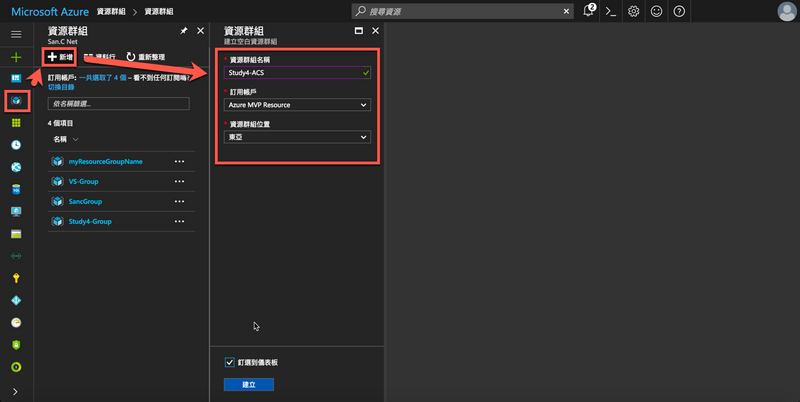 Microsoft Azure 資源群組 > 資源群組
搜尋資源
2
資源群組
San.C Net
新增
資料行
重新整理
訂用帳戶: 一共選取了 4 個 – 看不到任何訂閱嗎?
切換目錄
依名稱篩選...
4 個項目
名稱
myResourceGroupName
VS-Group
SancGroup
Study4-Group
資源群組
建立空白資源群組
* 資源群組名稱
Study4-ACS
* 訂用帳戶
Azure MVP Resource
* 資源群組位置
東亞
釘選到儀表板
建立